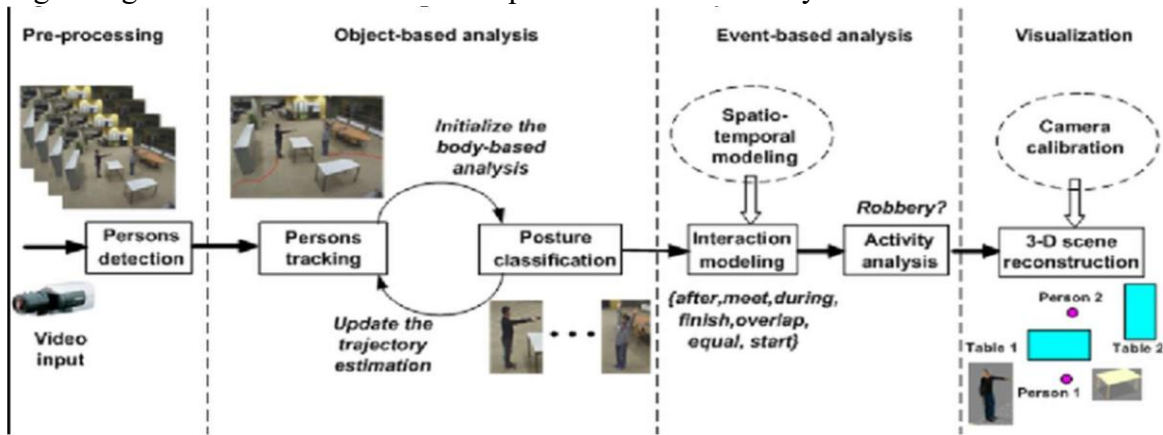 Pre-processing
Object-based analysis
Event-based analysis
Visualization
Initialize the
body-based
analysis
Spatio-
temporal
modeling
Camera
calibration
Robbery?
Persons
detection
Persons
tracking
Posture
classification
Interaction
modeling
Activity
analysis
3-D scene
reconstruction
Video
input
Update the
trajectory
estimation
{after,meet,during,
finish,overlap,
equal, start}
Person 2
Table 1
Table 2
Person 1